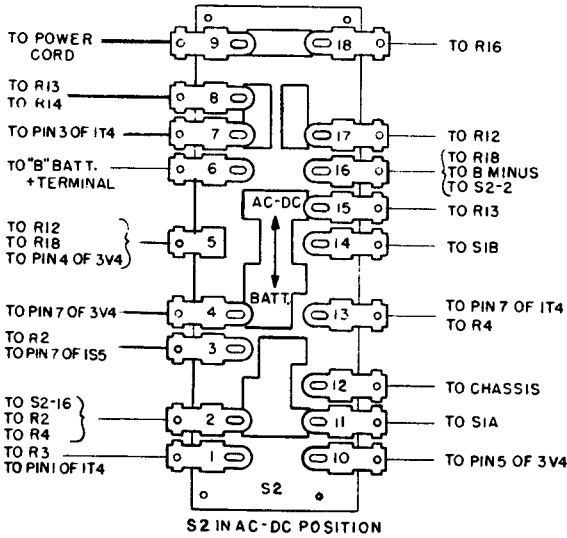 TO POWER
CORD
9
18
TO R16
TO R13
TO R14
8
TO PIN 3 OF 1T4
7
17
TO R12
TO "B" BATT.
+ TERMINAL
6
16
TO R18
TO B MINUS
TO S2-2
AC-DC
15
TO R13
TO R12
TO R18
TO PIN 4 OF 3V4
5
14
TO S1B
BATT.
TO PIN 7 OF 3V4
4
13
TO PIN 7 OF 1T4
TO R4
TO R2
TO PIN 7 OF 1S5
3
12
TO CHASSIS
TO S2-16
TO R2
TO R4
2
11
TO S1A
TO R3
TO PIN 1 OF 1T4
1
10
TO PIN 5 OF 3V4
S2
S2 IN AC-DC POSITION